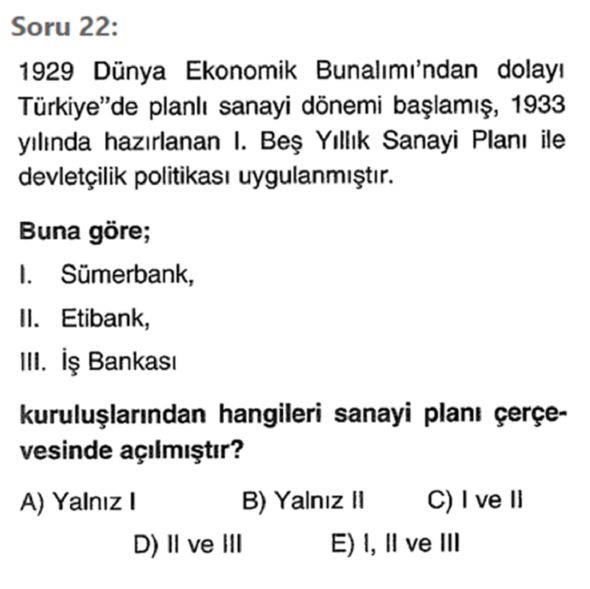 Soru 22:
1929 Dünya Ekonomik Bunalımı'ndan dolayı
Türkiye"de planlı sanayi dönemi başlamış, 1933
yılında hazırlanan I. Beş Yıllık Sanayi Planı ile
devletçilik politikası uygulanmıştır.
Buna göre;
I. Sümerbank,
II. Etibank,
III. İş Bankası
kuruluşlarından hangileri sanayi planı çerçe-
vesinde açılmıştır?
A) Yalnız I B) Yalnız II C) I ve II
D) II ve III E) I, II ve III